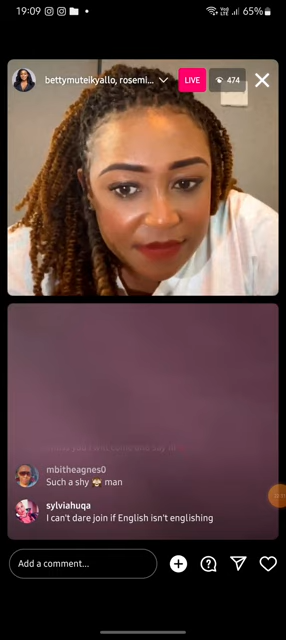 19:09
65%
bettymuteikyallo, rosemi...
LIVE
474
mbitheagnes0
Such a shy man
sylviahuqa
I can't dare join if English isn't englishing
Add a comment...